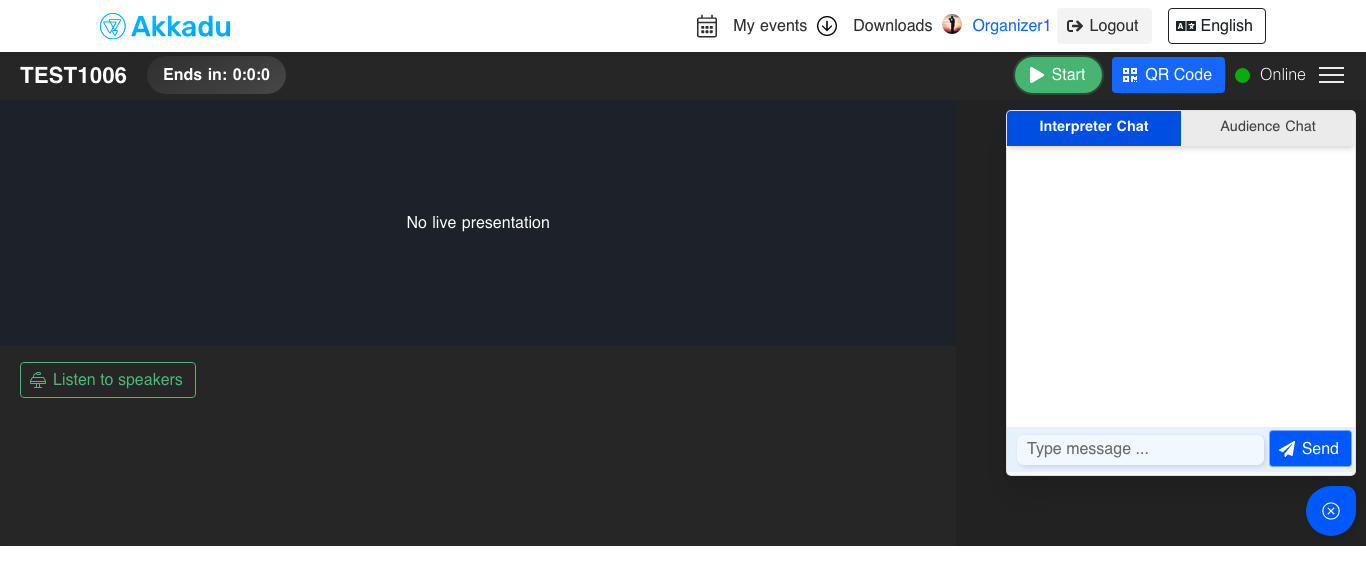 Akkadu
My events
Downloads
Organizer1
Logout
English
TEST1006
Ends in: 0:0:0
Start
QR Code
Online
Interpreter Chat
Audience Chat
No live presentation
Listen to speakers
Type message ...
Send